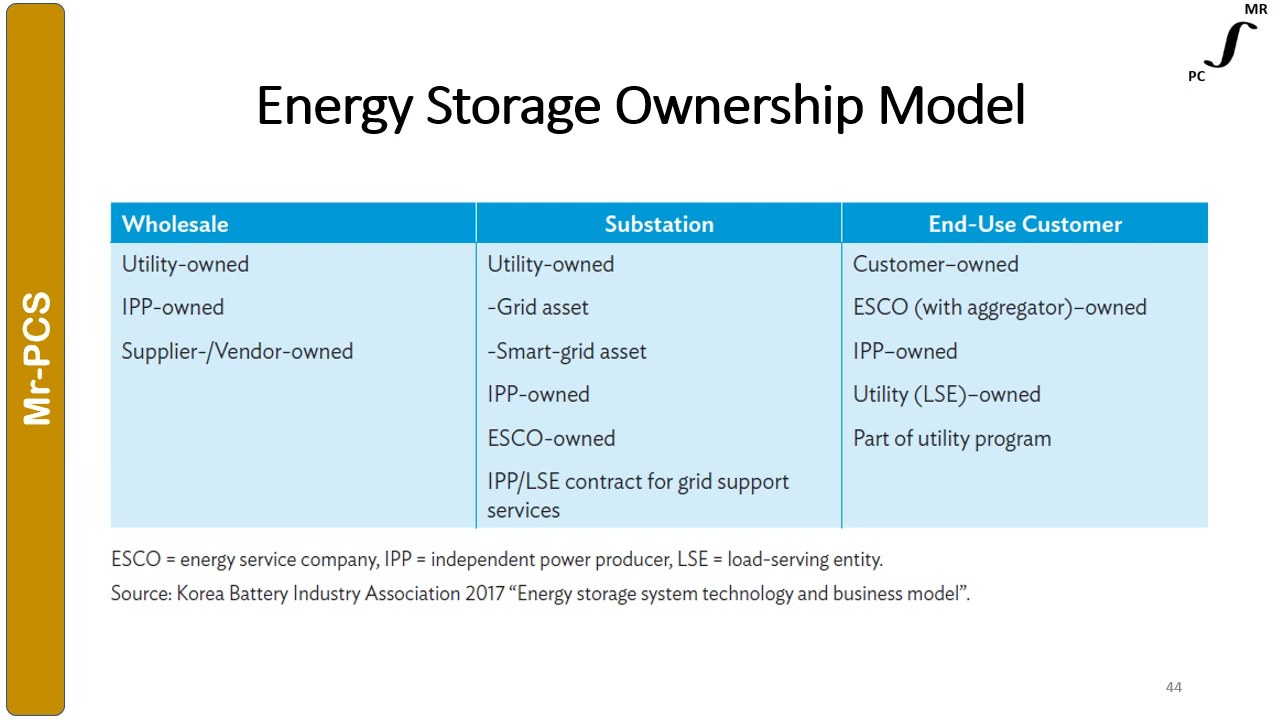 MR
PC
Energy Storage Ownership Model
Mr-PCS
Wholesale
Utility-owned
IPP-owned
Supplier-/Vendor-owned
Substation
Utility-owned
-Grid asset
-Smart-grid asset
IPP-owned
ESCO-owned
IPP/LSE contract for grid support
services
End-Use Customer
Customer–owned
ESCO (with aggregator)–owned
IPP–owned
Utility (LSE)–owned
Part of utility program
ESCO = energy service company, IPP = independent power producer, LSE = load-serving entity.
Source: Korea Battery Industry Association 2017 “Energy storage system technology and business model”.
44